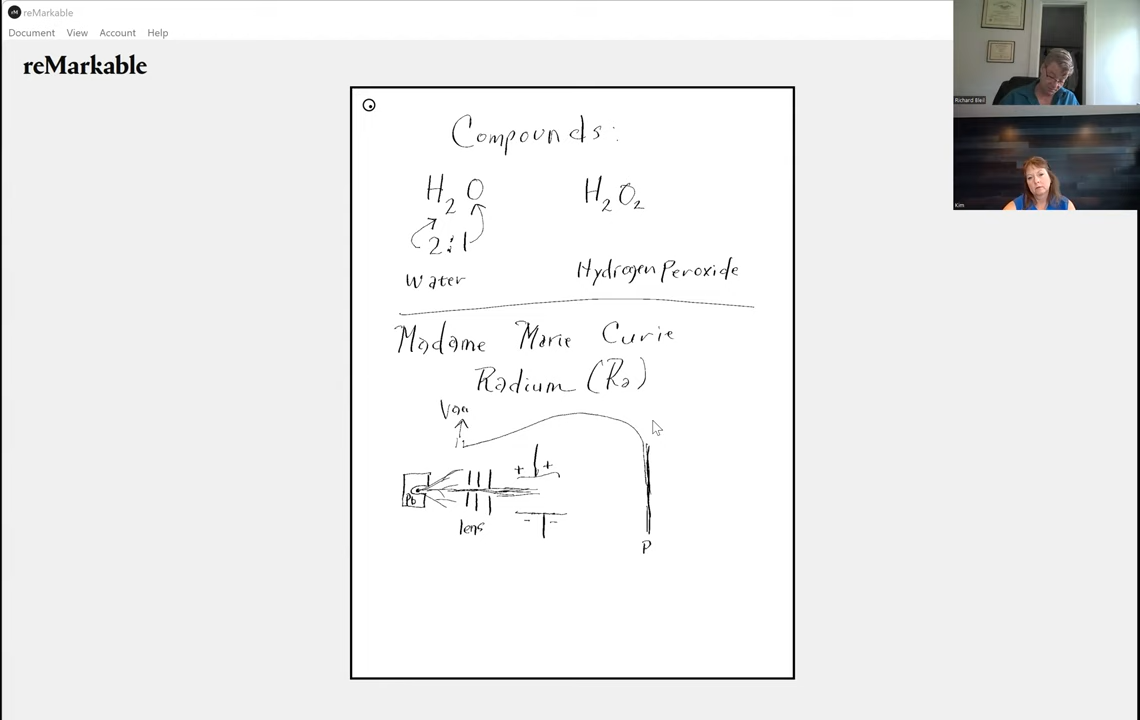 reMarkable
Document View Account Help
reMarkable
Compounds:
H2O H2O2
2:1
Water Hydrogen Peroxide
Madame Marie Curie
Radium (Ra)
+ +
Pb
lens
- -
P
Richard Bleil
Kim